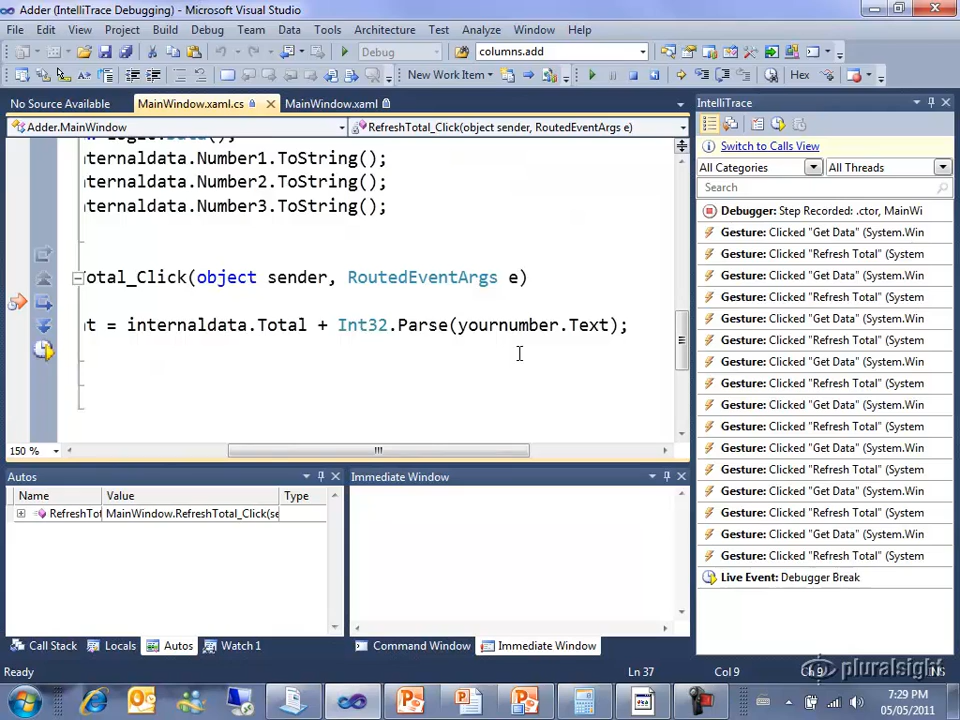 Adder (IntelliTrace Debugging) - Microsoft Visual Studio
File Edit View Project Build Debug Team Data Tools Architecture Test Analyze Window Help
Debug columns.add
New Work Item Hex
No Source Available MainWindow.xaml.cs MainWindow.xaml
Adder.MainWindow RefreshTotal_Click(object sender, RoutedEventArgs e)
nternaldata.Number1.ToString();
nternaldata.Number2.ToString();
nternaldata.Number3.ToString();
otal_Click(object sender, RoutedEventArgs e)
t = internaldata.Total + Int32.Parse(yournumber.Text);
150 %
IntelliTrace
Switch to Calls View
All Categories All Threads
Search
Debugger: Step Recorded: .ctor, MainWi
Gesture: Clicked "Get Data" (System.Win
Gesture: Clicked "Refresh Total" (System
Gesture: Clicked "Get Data" (System.Win
Gesture: Clicked "Refresh Total" (System
Gesture: Clicked "Get Data" (System.Win
Gesture: Clicked "Refresh Total" (System
Gesture: Clicked "Get Data" (System.Win
Gesture: Clicked "Refresh Total" (System
Gesture: Clicked "Get Data" (System.Win
Gesture: Clicked "Refresh Total" (System
Gesture: Clicked "Get Data" (System.Win
Gesture: Clicked "Refresh Total" (System
Gesture: Clicked "Get Data" (System.Win
Gesture: Clicked "Refresh Total" (System
Gesture: Clicked "Get Data" (System.Win
Gesture: Clicked "Refresh Total" (System
Live Event: Debugger Break
Autos
Name Value Type
RefreshTot MainWindow.RefreshTotal_Click(se
Call Stack Locals Autos Watch 1
Immediate Window
Command Window Immediate Window
Ready Ln 37 Col 9 Ch 9 INS
pluralsight
7:29 PM
05/05/2011